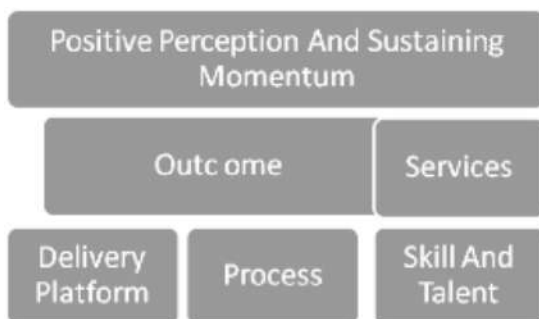 Positive Perception And Sustaining
Momentum
Outc ome
Services
Delivery
Platform
Process
Skill And
Talent